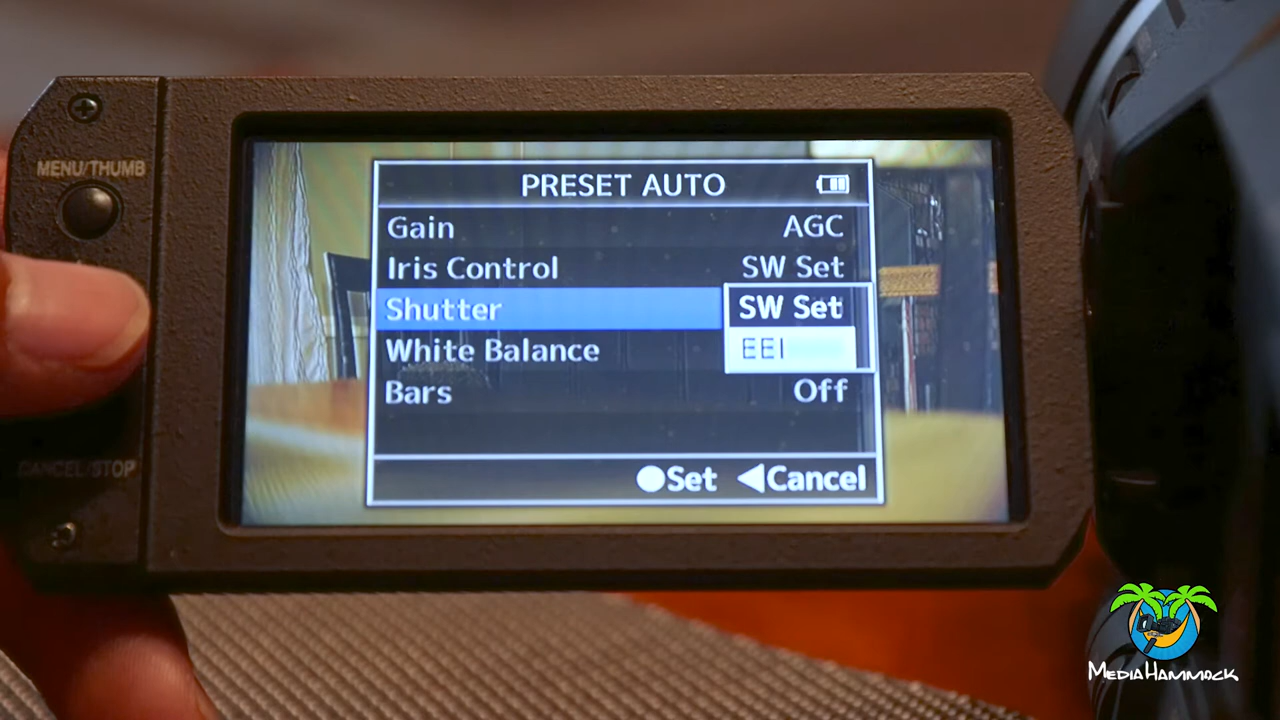 MENU/THUMB
PRESET AUTO
Gain AGC
Iris Control SW Set
Shutter SW Set
EEI
White Balance
Bars Off
CANCEL/STOP
●Set ◀Cancel
MEDIAHAMMOCK